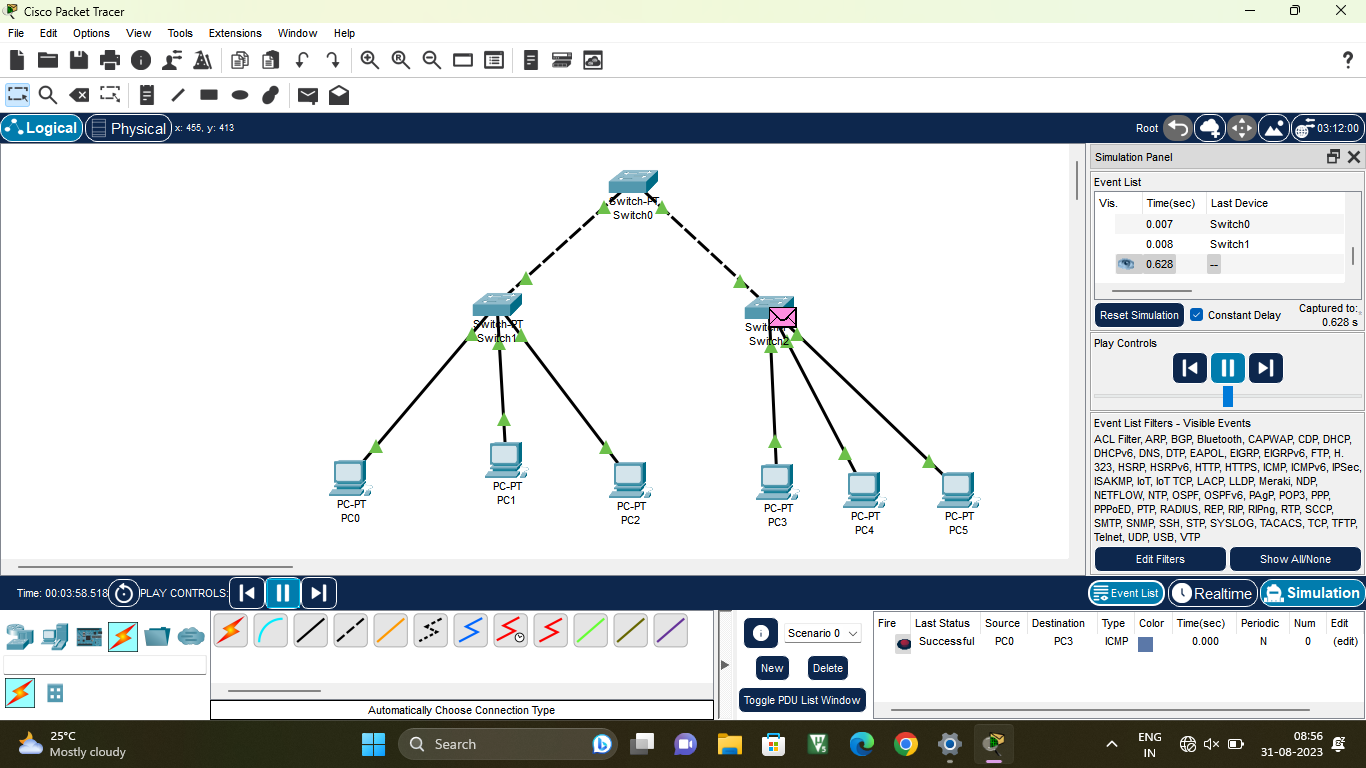 Cisco Packet Tracer
File Edit Options View Tools Extensions Window Help
?
Logical Physical x: 455, y: 413
Root 03:12:00
Switch-PT
Switch0
Switch-PT
Switch1
Switch2
PC-PT
PC0
PC-PT
PC1
PC-PT
PC2
PC-PT
PC3
PC-PT
PC4
PC-PT
PC5
Simulation Panel
Event List
Vis. Time(sec) Last Device
0.007 Switch0
0.008 Switch1
0.628 --
Reset Simulation Constant Delay Captured to:
0.628 s
Play Controls
Event List Filters - Visible Events
ACL Filter, ARP, BGP, Bluetooth, CAPWAP, CDP, DHCP,
DHCPv6, DNS, DTP, EAPOL, EIGRP, EIGRPv6, FTP, H.
323, HSRP, HSRPv6, HTTP, HTTPS, ICMP, ICMPv6, IPSec,
ISAKMP, IoT, IoT TCP, LACP, LLDP, Meraki, NDP,
NETFLOW, NTP, OSPF, OSPFv6, PAgP, POP3, PPP,
PPPoED, PTP, RADIUS, REP, RIP, RIPng, RTP, SCCP,
SMTP, SNMP, SSH, STP, SYSLOG, TACACS, TCP, TFTP,
Telnet, UDP, USB, VTP
Edit Filters Show All/None
Time: 00:03:58.518 PLAY CONTROLS:
Event List Realtime Simulation
Automatically Choose Connection Type
Scenario 0
New Delete
Toggle PDU List Window
Fire Last Status Source Destination Type Color Time(sec) Periodic Num Edit
Successful PC0 PC3 ICMP 0.000 N 0 (edit)
25°C
Mostly cloudy
Search
ENG
IN
08:56
31-08-2023